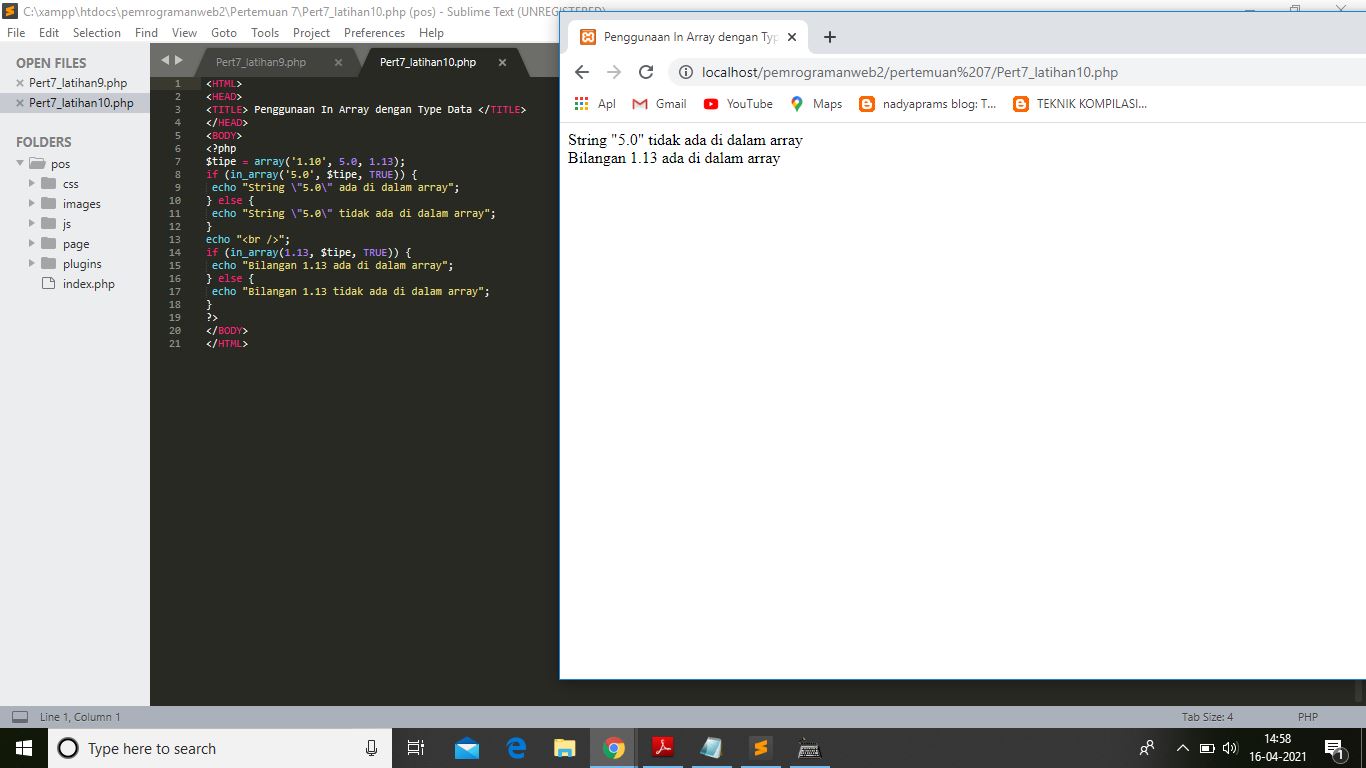 C:\xampp\htdocs\pemrogramanweb2\Pertemuan 7\Pert7_latihan10.php (pos) - Sublime Text (UNREGISTERED)
File Edit Selection Find View Goto Tools Project Preferences Help
OPEN FILES
Pert7_latihan9.php
Pert7_latihan10.php
FOLDERS
pos
css
images
js
page
plugins
index.php
Pert7_latihan9.php Pert7_latihan10.php
1 <HTML>
2 <HEAD>
3 <TITLE> Penggunaan In Array dengan Type Data </TITLE>
4 </HEAD>
5 <BODY>
6 <?php
7 $tipe = array('1.10', 5.0, 1.13);
8 if (in_array('5.0', $tipe, TRUE)) {
9 echo "String \"5.0\" ada di dalam array";
10 } else {
11 echo "String \"5.0\" tidak ada di dalam array";
12 }
13 echo "<br />";
14 if (in_array(1.13, $tipe, TRUE)) {
15 echo "Bilangan 1.13 ada di dalam array";
16 } else {
17 echo "Bilangan 1.13 tidak ada di dalam array";
18 }
19 ?>
20 </BODY>
21 </HTML>
Penggunaan In Array dengan Typ
localhost/pemrogramanweb2/pertemuan%207/Pert7_latihan10.php
Apl Gmail YouTube Maps nadyaprams blog: T... TEKNIK KOMPILASI...
String "5.0" tidak ada di dalam array
Bilangan 1.13 ada di dalam array
Line 1, Column 1 Tab Size: 4 PHP
Type here to search
14:58
16-04-2021
1